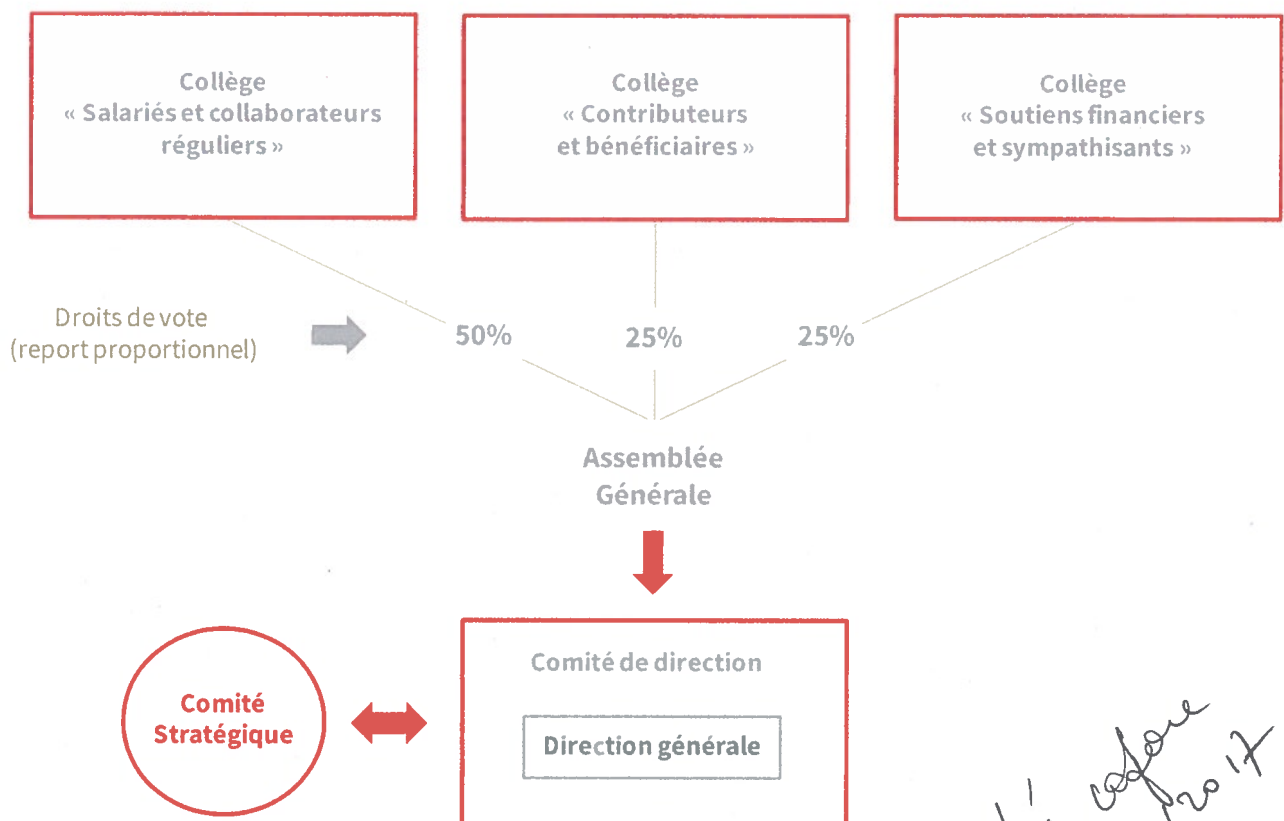 Collège
« Salariés et collaborateurs
réguliers »
Collège
« Contributeurs
et bénéficiaires »
Collège
« Soutiens financiers
et sympathisants »
Droits de vote
(report proportionnel)
50%
25%
25%
Assemblée
Générale
Comité de direction
Comité
Stratégique
Direction générale
2017